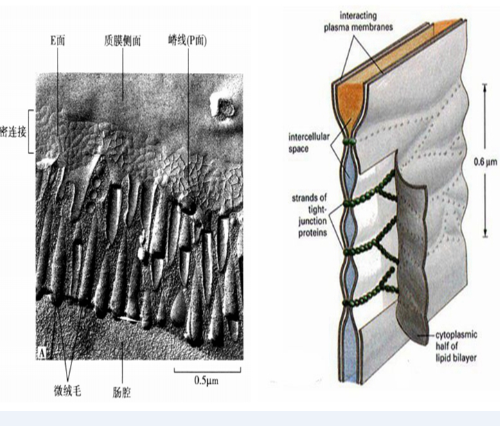 E面
质膜侧面
嵴线(P面)
密连接
A
微绒毛
肠腔
0.5μm
interacting
plasma membranes
intercellular
space
strands of
tight-
junction
proteins
0.6 μm
cytoplasmic
half of
lipid bilayer